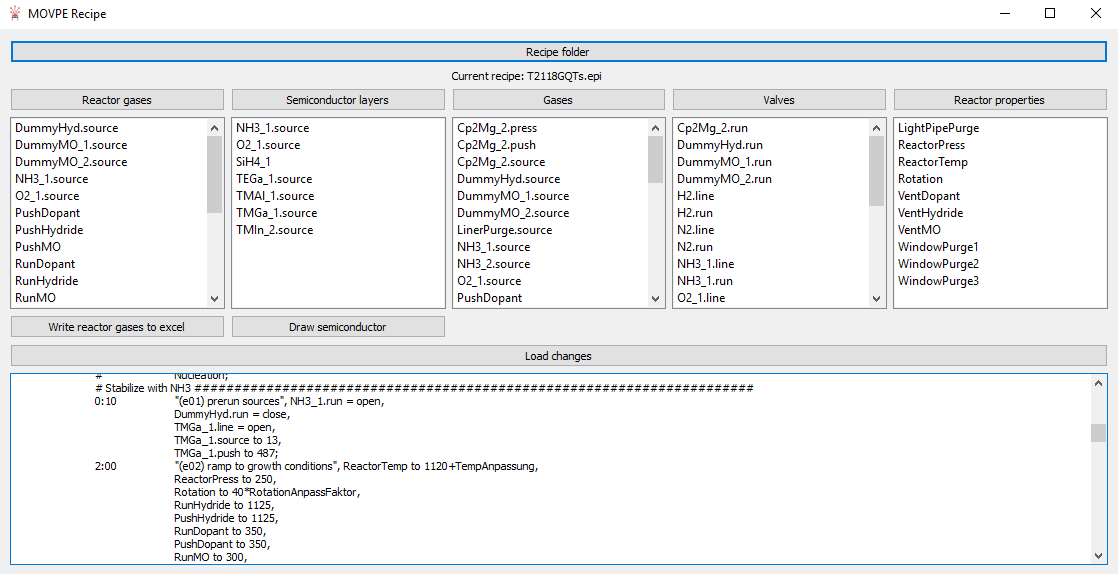 MOVPE Recipe
Recipe folder
Current recipe: T2118GQTs.epi
Reactor gases
Semiconductor layers
Gases
Valves
Reactor properties
DummyHyd.source
DummyMO_1.source
DummyMO_2.source
NH3_1.source
O2_1.source
PushDopant
PushHydride
PushMO
RunDopant
RunHydride
RunMO
NH3_1.source
O2_1.source
SiH4_1
TEGa_1.source
TMAl_1.source
TMGa_1.source
TMIn_2.source
Cp2Mg_2.press
Cp2Mg_2.push
Cp2Mg_2.source
DummyHyd.source
DummyMO_1.source
DummyMO_2.source
LinerPurge.source
NH3_1.source
NH3_2.source
O2_1.source
PushDopant
Cp2Mg_2.run
DummyHyd.run
DummyMO_1.run
DummyMO_2.run
H2.line
H2.run
N2.line
N2.run
NH3_1.line
NH3_1.run
O2_1.line
LightPipePurge
ReactorPress
ReactorTemp
Rotation
VentDopant
VentHydride
VentMO
WindowPurge1
WindowPurge2
WindowPurge3
Write reactor gases to excel
Draw semiconductor
Load changes
# Nucleation;
# Stabilize with NH3 ######################################################################
0:10 "(e01) prerun sources", NH3_1.run = open,
DummyHyd.run = close,
TMGa_1.line = open,
TMGa_1.source to 13,
TMGa_1.push to 487;
2:00 "(e02) ramp to growth conditions", ReactorTemp to 1120+TempAnpassung,
ReactorPress to 250,
Rotation to 40*RotationAnpassFaktor,
RunHydride to 1125,
PushHydride to 1125,
RunDopant to 350,
PushDopant to 350,
RunMO to 300,